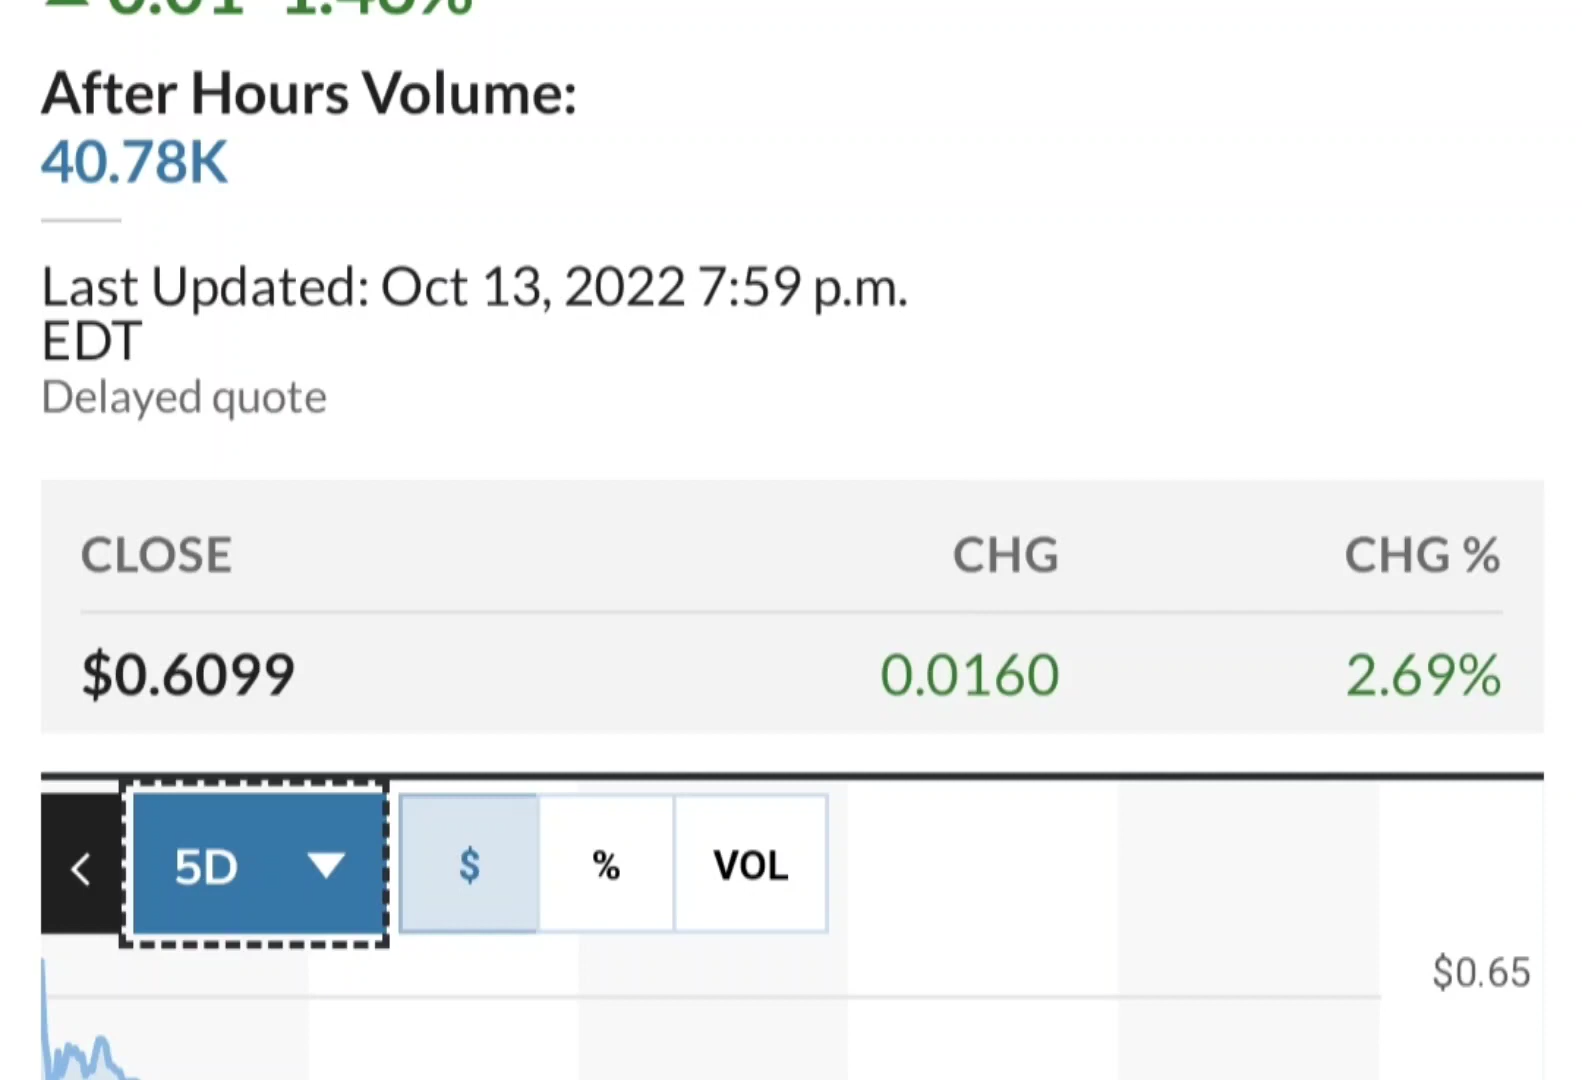 After Hours Volume:
40.78K
Last Updated: Oct 13, 2022 7:59 p.m.
EDT
Delayed quote
CLOSE CHG CHG %
$0.6099 0.0160 2.69%
5D $ % VOL
$0.65